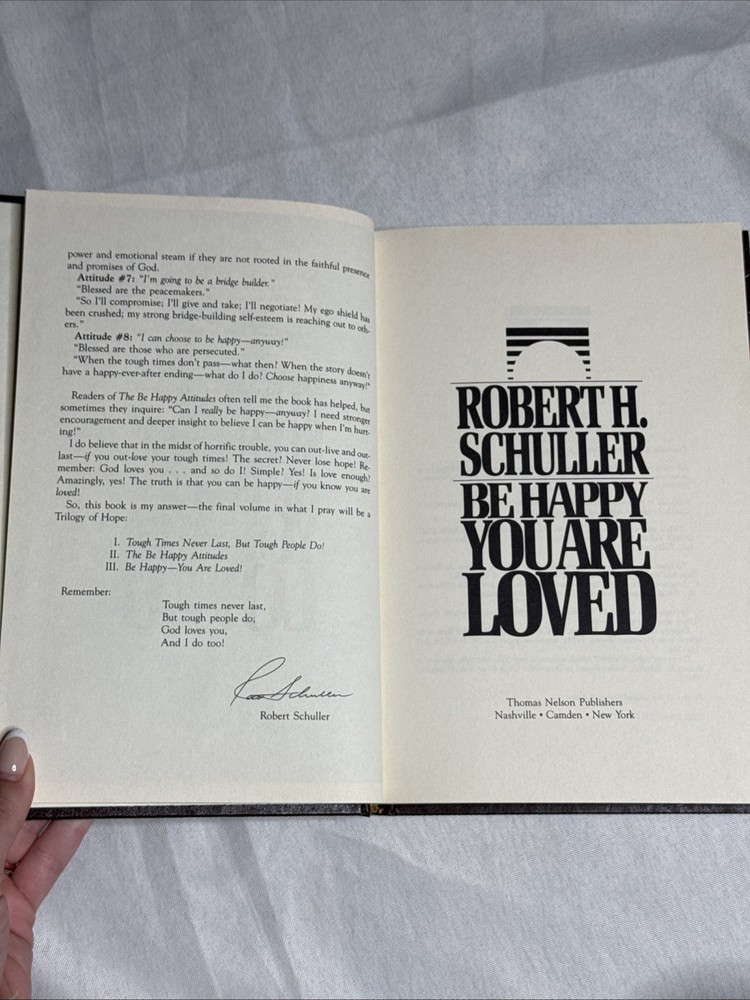 power and emotional steam if they are not rooted in the faithful presence
and promises of God.
Attitude #7: "I'm going to be a bridge builder."
"Blessed are the peacemakers."
"So I'll compromise; I'll give and take; I'll negotiate! My ego shield has
been crushed; my strong bridge-building self-esteem is reaching out to oth-
ers."
Attitude #8: "I can choose to be happy—anyway!"
"Blessed are those who are persecuted."
"When the tough times don't pass—what then? When the story doesn't
have a happy-ever-after ending—what do I do? Choose happiness anyway!"
Readers of The Be Happy Attitudes often tell me the book has helped, but
sometimes they inquire: "Can I really be happy—anyway? I need stronger
encouragement and deeper insight to believe I can be happy when I'm hurt-
ing!"
I do believe that in the midst of horrific trouble, you can out-live and out-
last—if you out-love your tough times! The secret? Never lose hope! Re-
member: God loves you . . . and so do I! Simple? Yes! Is love enough?
Amazingly, yes! The truth is that you can be happy—if you know you are
loved!
So, this book is my answer—the final volume in what I pray will be a
Trilogy of Hope:
I. Tough Times Never Last, But Tough People Do!
II. The Be Happy Attitudes
III. Be Happy—You Are Loved!
Remember:
Tough times never last,
But tough people do;
God loves you,
And I do too!
Robert Schuller
ROBERT H.
SCHULLER
BE HAPPY
YOU ARE
LOVED
Thomas Nelson Publishers
Nashville • Camden • New York